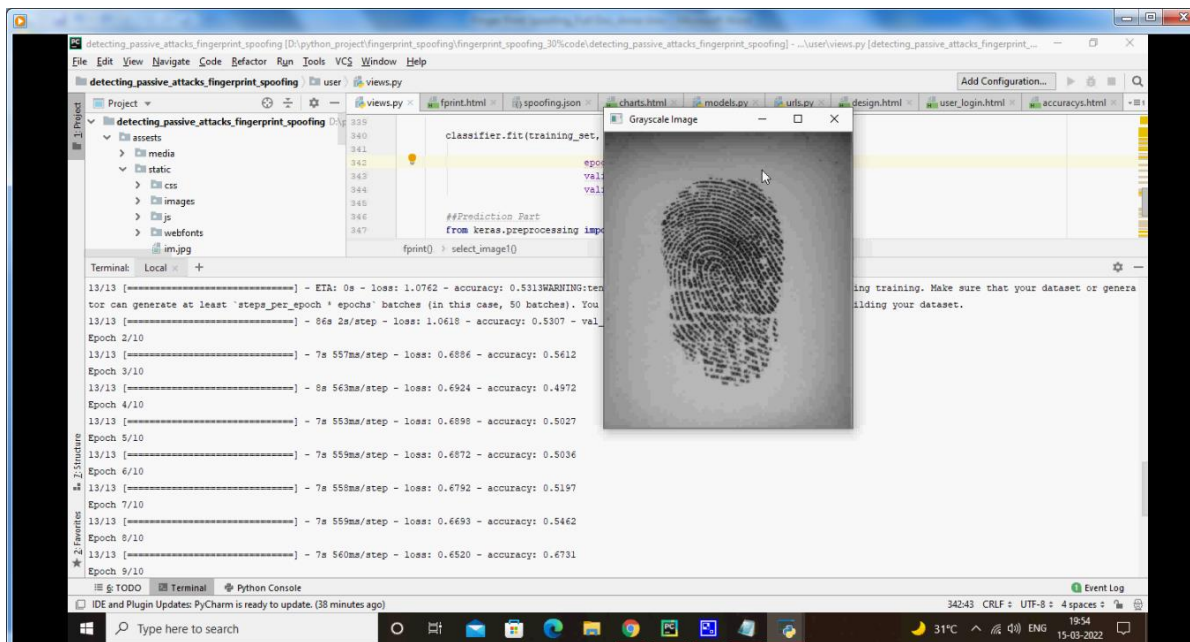 detecting_passive_attacks_fingerprint_spoofing [D:\python_project\fingerprint_spoofing\fingerprint_spoofing_30%code\detecting_passive_attacks_fingerprint_spoofing] - ...\user\views.py [detecting_passive_attacks_fingerprint_...
File Edit View Navigate Code Refactor Run Tools VCS Window Help
detecting_passive_attacks_fingerprint_spoofing user views.py Add Configuration...
Project views.py fprint.html spoofing.json charts.html models.py urls.py design.html user_login.html accuracys.html
1: Project
detecting_passive_attacks_fingerprint_spoofing 339
Grayscale Image
assests 340 classifier.fit(training_set,
media 341
static 342 epoc
css 343 val
images 344 val
js 345
webfonts 346 ##Prediction Part
im.jpg 347 from keras.preprocessing impo
fprint() select_image1()
Terminal: Local +
13/13 [==============================] - ETA: 0s - loss: 1.0762 - accuracy: 0.5313WARNING:ten ing training. Make sure that your dataset or genera
tor can generate at least `steps_per_epoch * epochs` batches (in this case, 50 batches). You ilding your dataset.
13/13 [==============================] - 86s 2s/step - loss: 1.0618 - accuracy: 0.5307 - val_
Epoch 2/10
13/13 [==============================] - 7s 557ms/step - loss: 0.6886 - accuracy: 0.5612
Epoch 3/10
13/13 [==============================] - 8s 563ms/step - loss: 0.6924 - accuracy: 0.4972
Epoch 4/10
13/13 [==============================] - 7s 553ms/step - loss: 0.6898 - accuracy: 0.5027
Epoch 5/10
13/13 [==============================] - 7s 559ms/step - loss: 0.6872 - accuracy: 0.5036
Epoch 6/10
13/13 [==============================] - 7s 558ms/step - loss: 0.6792 - accuracy: 0.5197
Epoch 7/10
13/13 [==============================] - 7s 559ms/step - loss: 0.6693 - accuracy: 0.5462
Epoch 8/10
13/13 [==============================] - 7s 560ms/step - loss: 0.6520 - accuracy: 0.6731
Epoch 9/10
Z: Structure
2: Favorites
6: TODO Terminal Python Console Event Log
IDE and Plugin Updates: PyCharm is ready to update. (38 minutes ago) 342:43 CRLF UTF-8 4 spaces
Type here to search 31°C ENG 19:54
15-03-2022